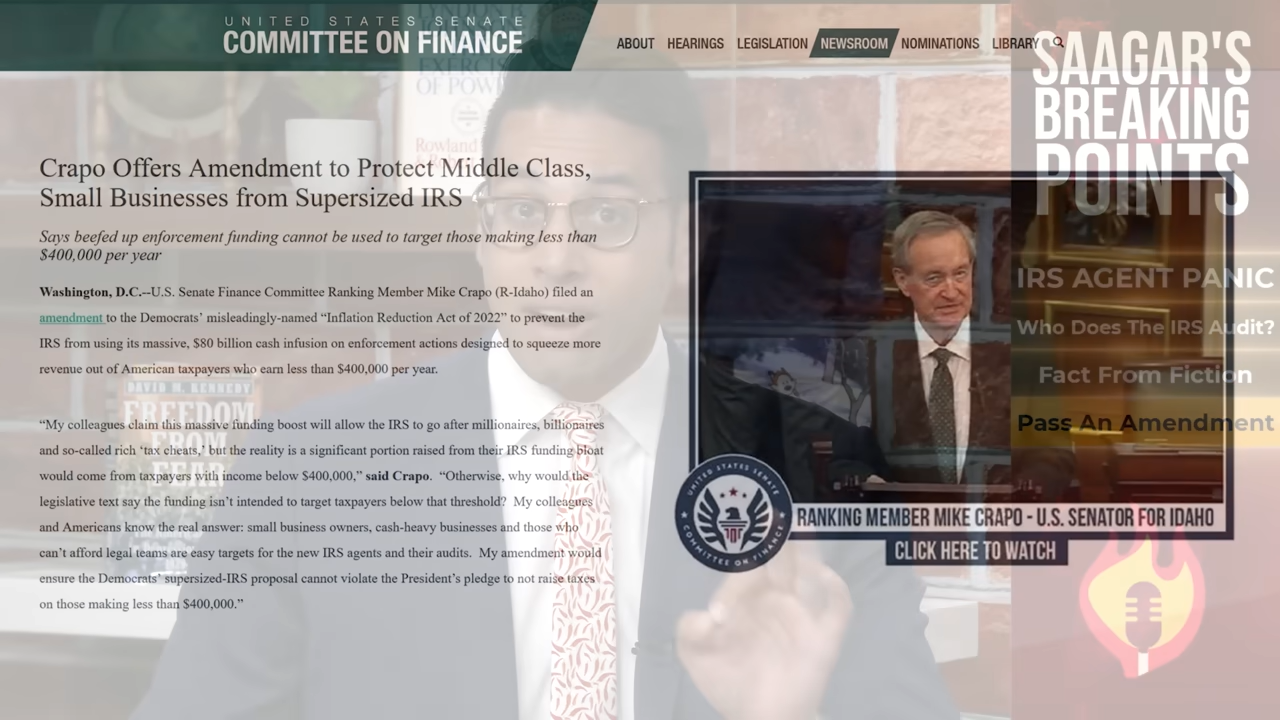 UNITED STATES SENATE
COMMITTEE ON FINANCE
ABOUT HEARINGS LEGISLATION NEWSROOM NOMINATIONS LIBRARY
SAAGAR'S
BREAKING
POINTS
IRS AGENT PANIC
Who Does The IRS Audit?
Fact From Fiction
Pass An Amendment
Crapo Offers Amendment to Protect Middle Class,
Small Businesses from Supersized IRS
Says beefed up enforcement funding cannot be used to target those making less than
$400,000 per year
Washington, D.C.--U.S. Senate Finance Committee Ranking Member Mike Crapo (R-Idaho) filed an
amendment to the Democrats’ misleadingly-named “Inflation Reduction Act of 2022” to prevent the
IRS from using its massive, $80 billion cash infusion on enforcement actions designed to squeeze more
revenue out of American taxpayers who earn less than $400,000 per year.
“My colleagues claim this massive funding boost will allow the IRS to go after millionaires, billionaires
and so-called rich ‘tax cheats,’ but the reality is a significant portion raised from their IRS funding bloat
would come from taxpayers with income below $400,000,” said Crapo. “Otherwise, why would the
legislative text say the funding isn’t intended to target taxpayers below that threshold? My colleagues
and Americans know the real answer: small business owners, cash-heavy businesses and those who
can’t afford legal teams are easy targets for the new IRS agents and their audits. My amendment would
ensure the Democrats’ supersized-IRS proposal cannot violate the President’s pledge to not raise taxes
on those making less than $400,000.”
UNITED STATES SENATE
COMMITTEE ON FINANCE
RANKING MEMBER MIKE CRAPO - U.S. SENATOR FOR IDAHO
CLICK HERE TO WATCH
EXERCISE
OF POWER
Rowland
DAVID M. KENNEDY
FREEDOM
FROM
FEAR